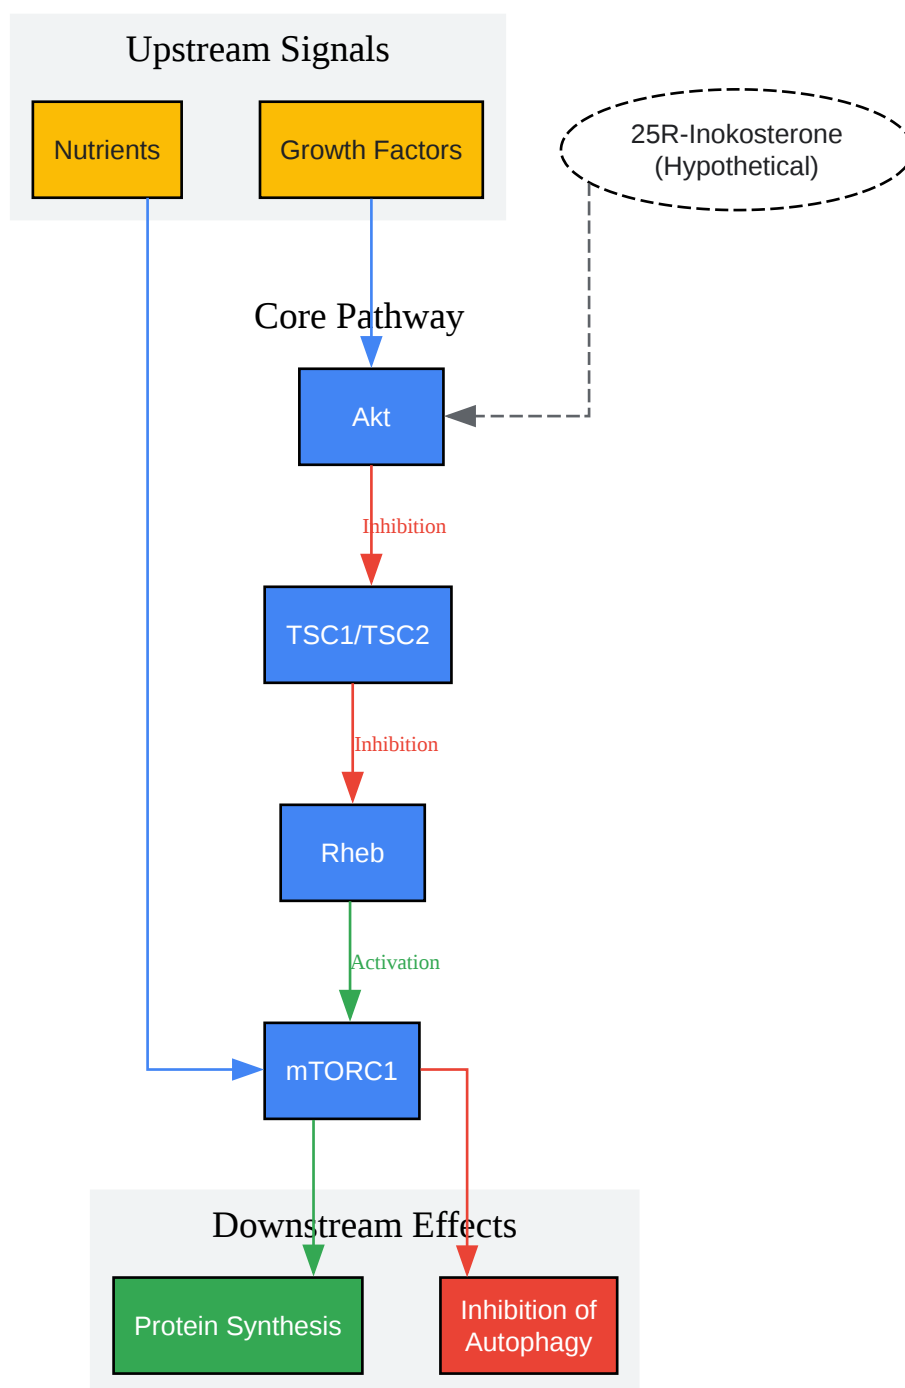 Upstream Signals
Nutrients
Growth Factors
25R-Inokosterone
(Hypothetical)
Core Pathway
Akt
Inhibition
TSC1/TSC2
Inhibition
Rheb
Activation
mTORC1
Downstream Effects
Protein Synthesis
Inhibition of
Autophagy